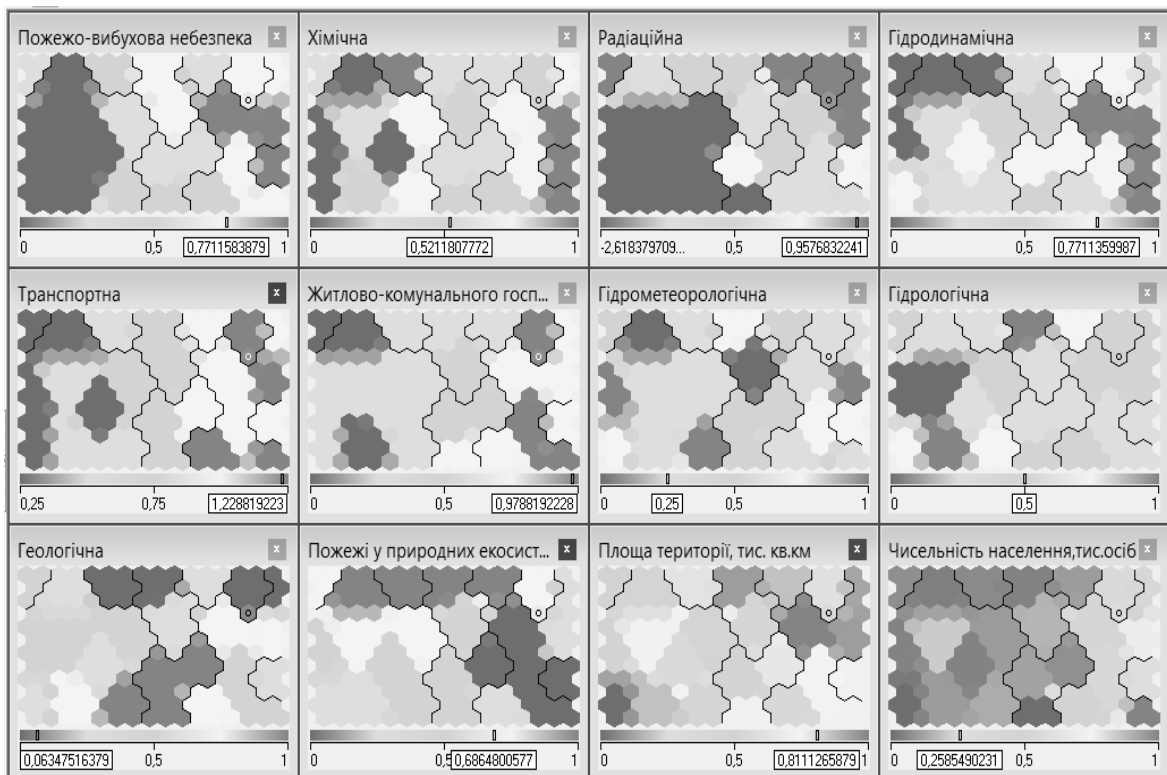 Пожежо-вибухова небезпека x
Хімічна x
Радіаційна x
Гідродинамічна x
0 0,7711583879 1
0 0,5211807772 1
-2,618379709... 0,5 0,9576832241
0 0,5 0,7711359987 1
Транспортна x
Житлово-комунального госп... x
Гідрометеорологічна x
Гідрологічна x
0,25 0,75 1,228819223
0 0,5 0,9788192228
0 0,25 0,5 1
0 0,5 1
Геологічна x
Пожежі у природних екосист... x
Площа території, тис. кв.км x
Чисельність населення,тис.осіб x
0,06347516379 0,5 1
0 0,5 0,6864800577 1
0 0,5 0,8111265879 1
0 0,2585490231 0,5 1